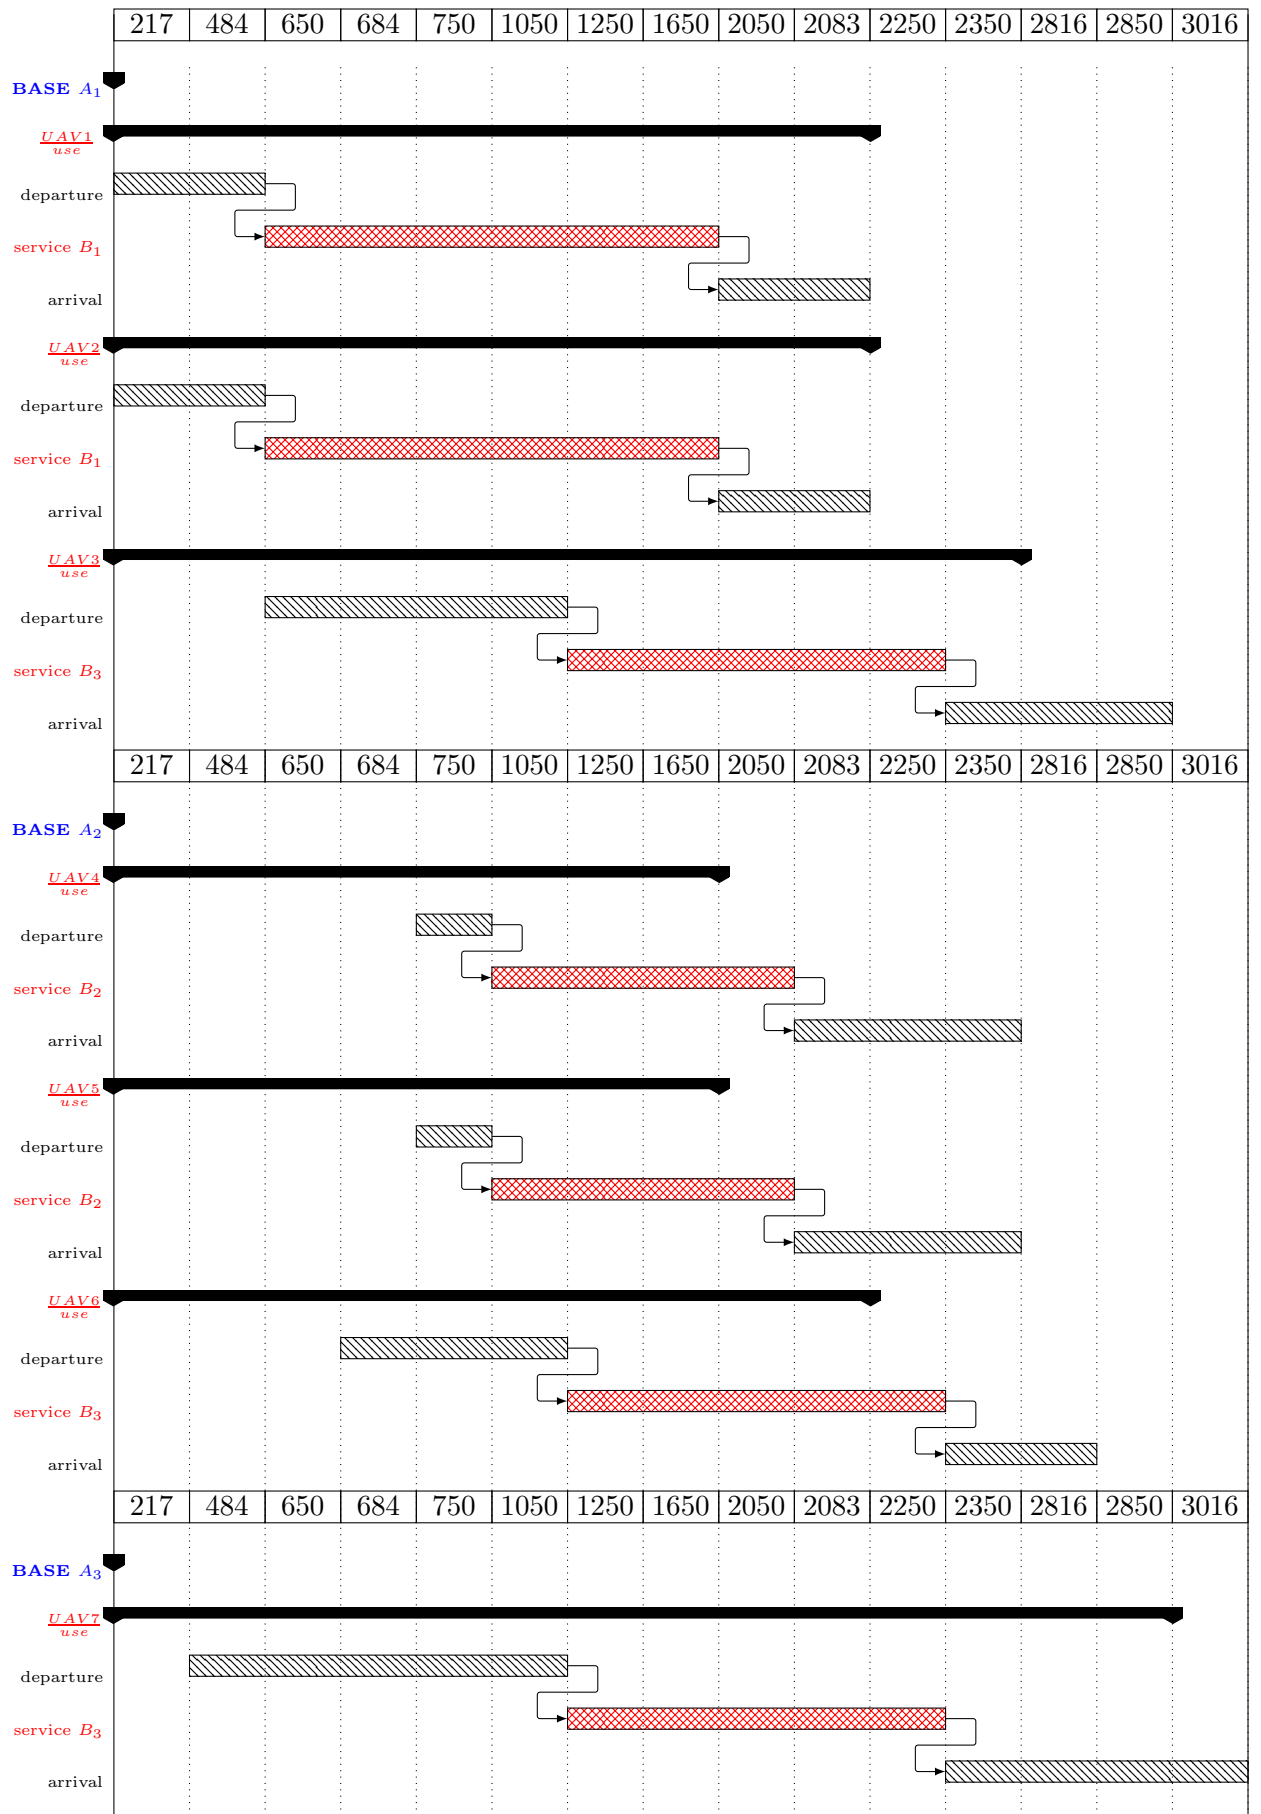 217 484 650 684 750 1050 1250 1650 2050 2083 2250 2350 2816 2850 3016
BASE A1
UAV1
use
departure
service B1
arrival
UAV2
use
departure
service B1
arrival
UAV3
use
departure
service B3
arrival
217 484 650 684 750 1050 1250 1650 2050 2083 2250 2350 2816 2850 3016
BASE A2
UAV4
use
departure
service B2
arrival
UAV5
use
departure
service B2
arrival
UAV6
use
departure
service B3
arrival
217 484 650 684 750 1050 1250 1650 2050 2083 2250 2350 2816 2850 3016
BASE A3
UAV7
use
departure
service B3
arrival